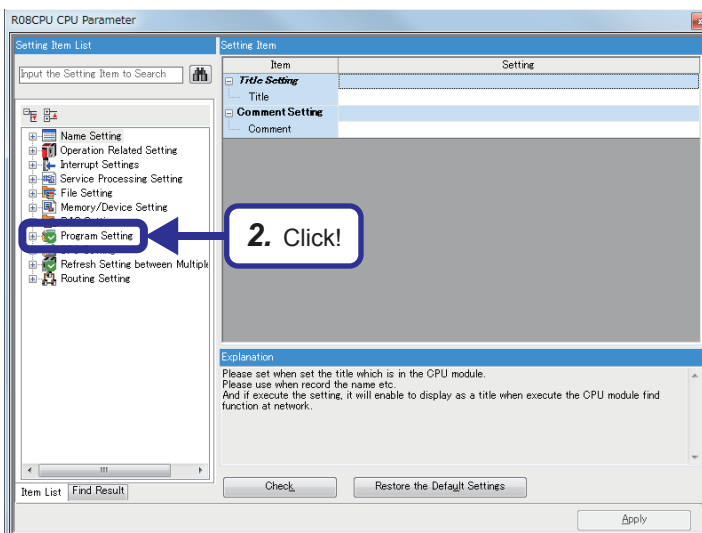 R08CPU CPU Parameter
Setting Item List
Input the Setting Item to Search
Name Setting
Operation Related Setting
Interrupt Settings
Service Processing Setting
File Setting
Memory/Device Setting
Program Setting
Refresh Setting between Multiple
Routing Setting
Item List
Find Result
Setting Item
Item Setting
Title Setting
Title
Comment Setting
Comment
2. Click!
Explanation
Please set when set the title which is in the CPU module.
Please use when record the name etc.
And if execute the setting, it will enable to display as a title when execute the CPU module find
function at network.
Check
Restore the Default Settings
Apply